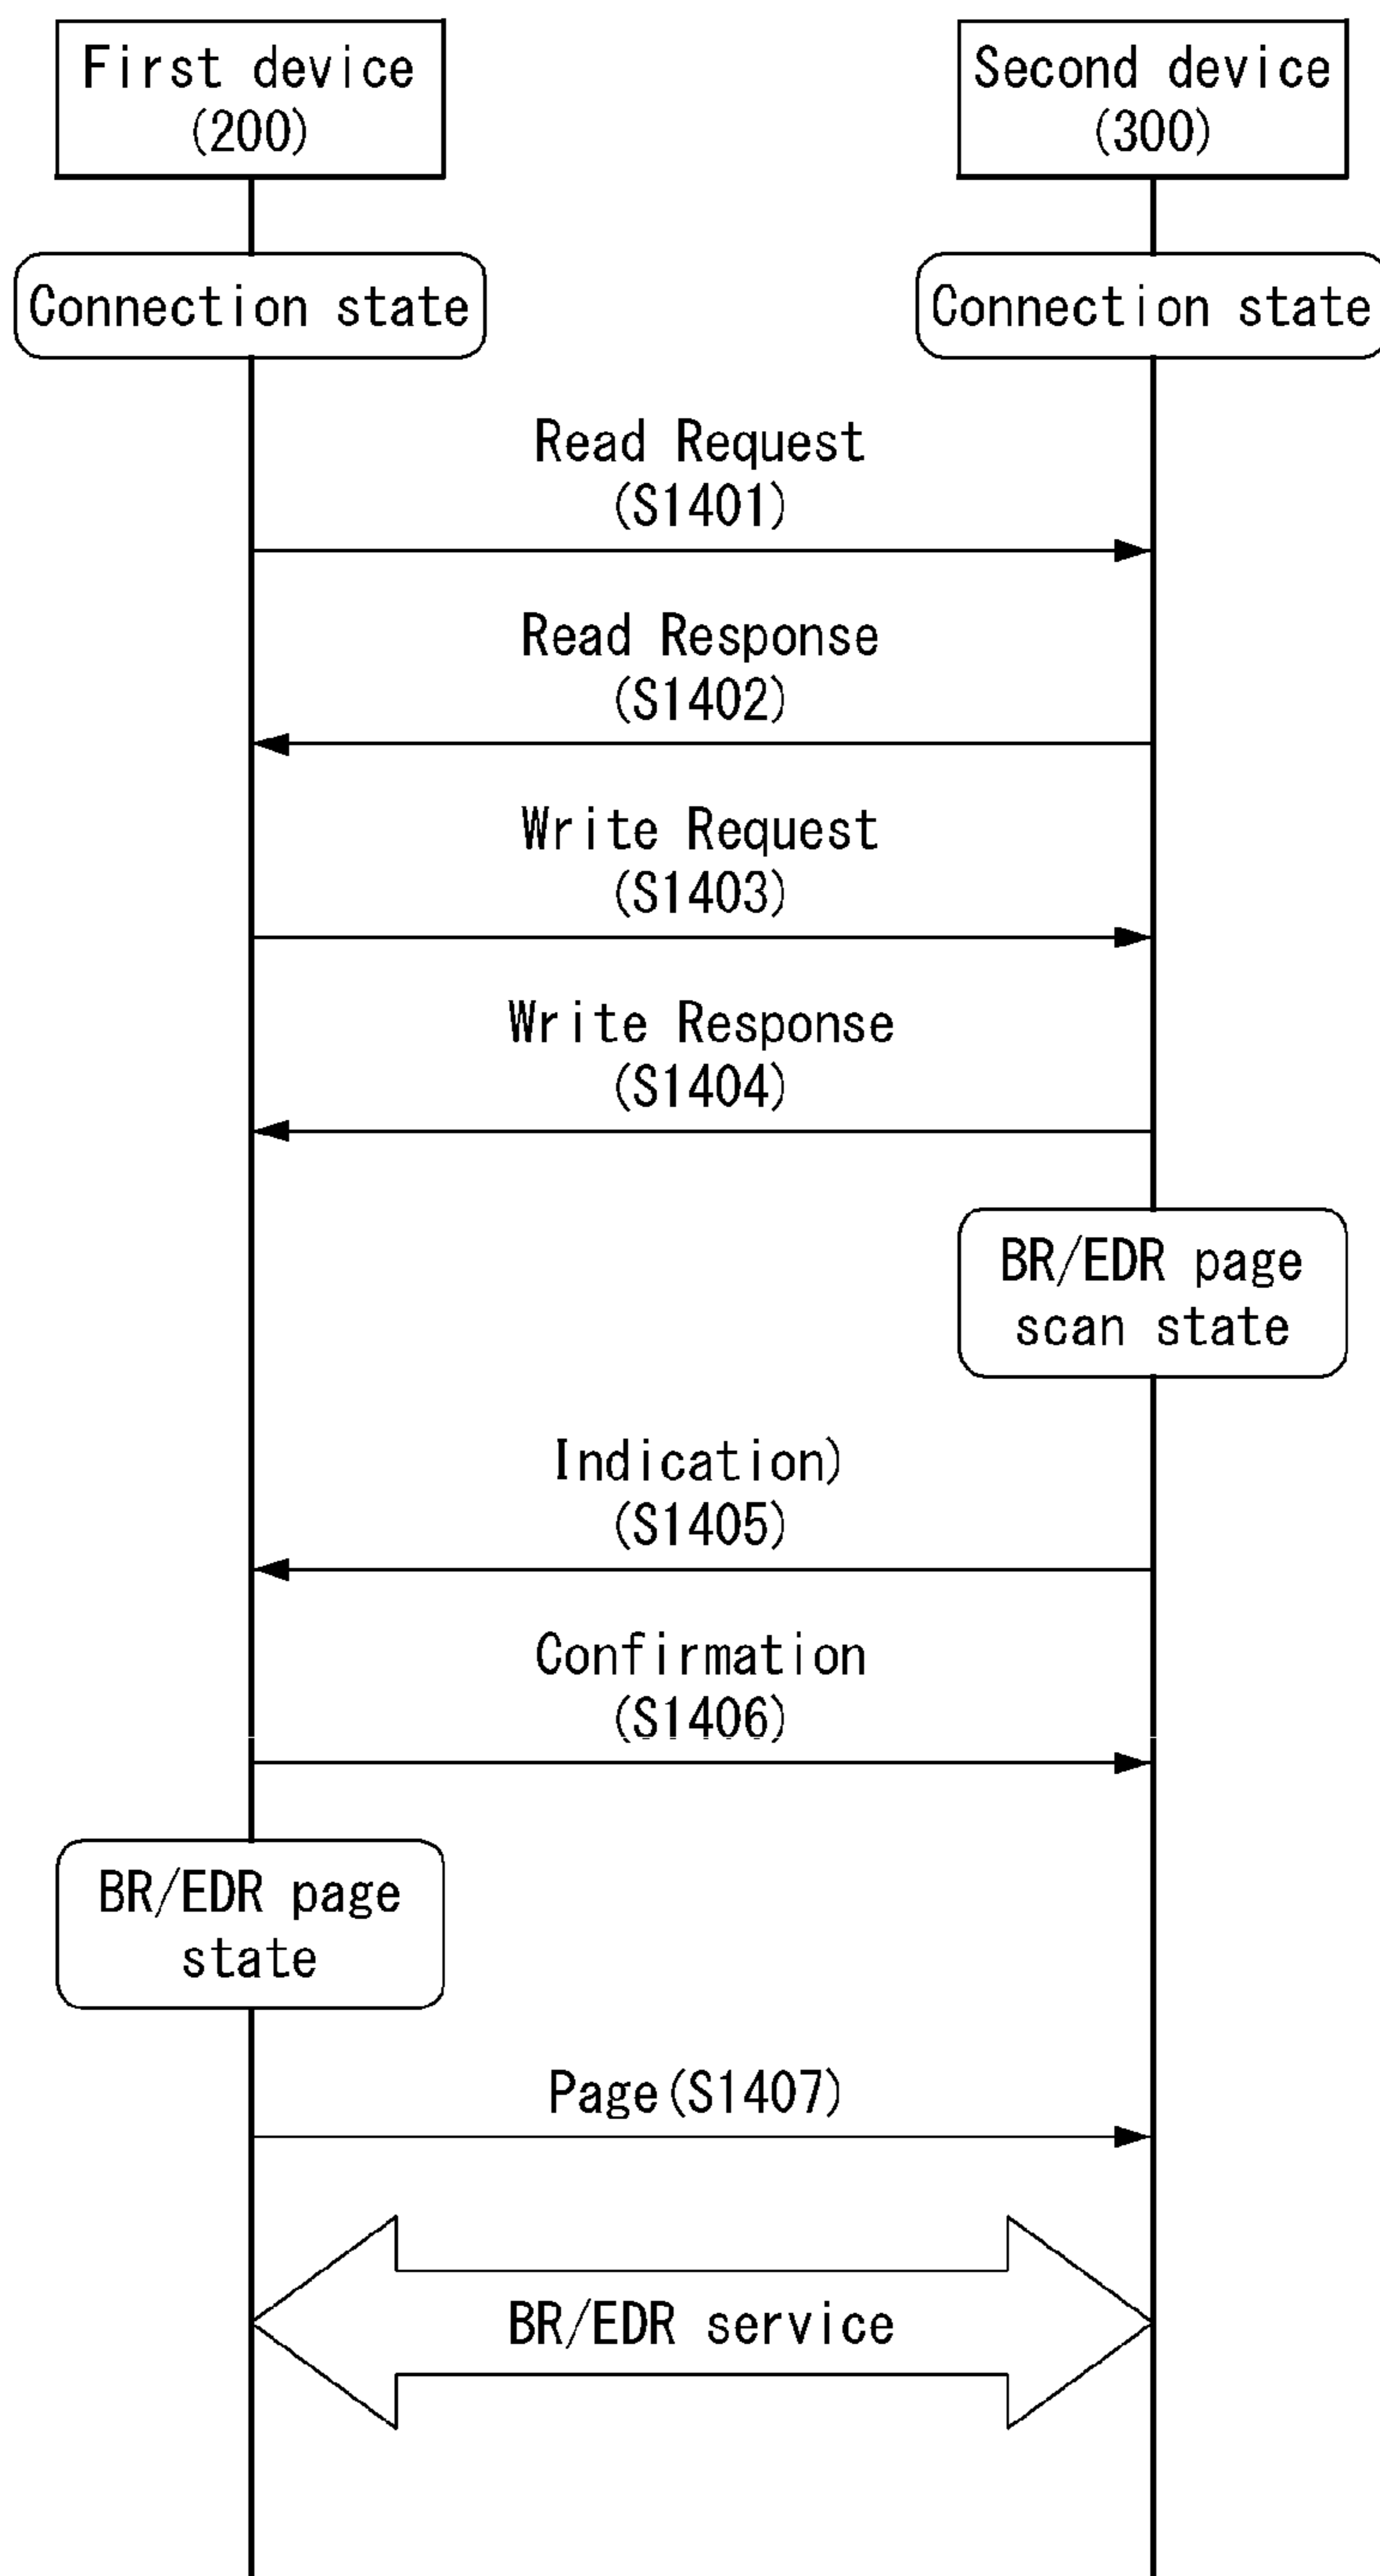 First device
(200)
Second device
(300)
Connection state
Connection state
Read Request
(S1401)
Read Response
(S1402)
Write Request
(S1403)
Write Response
(S1404)
BR/EDR page
scan state
Indication)
(S1405)
Confirmation
(S1406)
BR/EDR page
state
Page(S1407)
BR/EDR service